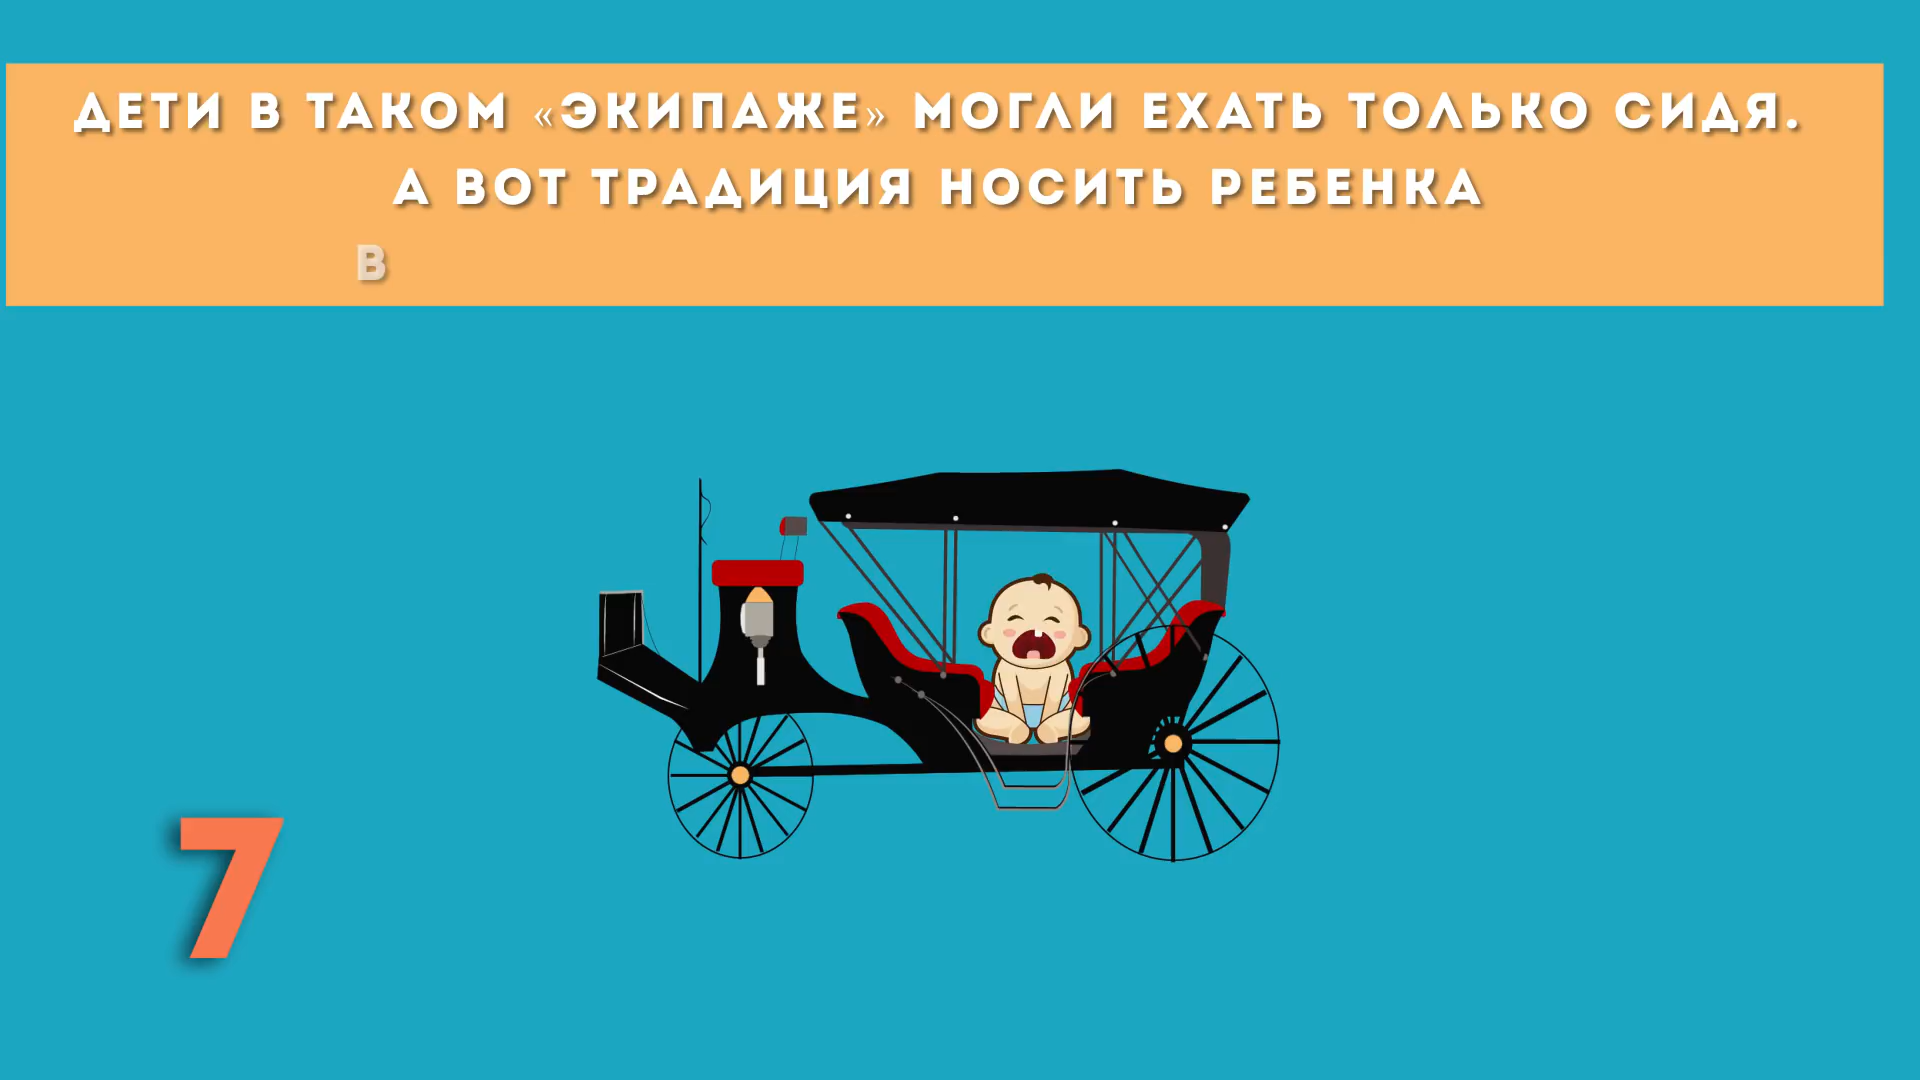 ДЕТИ В ТАКОМ «ЭКИПАЖЕ» МОГЛИ ЕХАТЬ ТОЛЬКО СИДЯ.
А ВОТ ТРАДИЦИЯ НОСИТЬ РЕБЕНКА
В
7